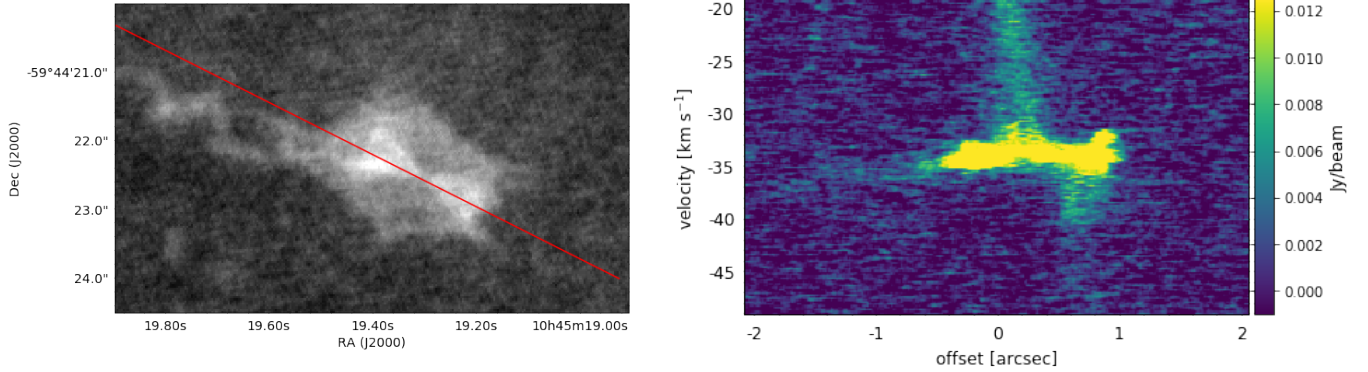 -59°44'21.0"
22.0"
23.0"
24.0"
Dec (J2000)
19.80s
19.60s
19.40s
19.20s
10h45m19.00s
RA (J2000)
-20
-25
-30
-35
-40
-45
velocity [km s⁻¹]
-2
-1
0
1
2
offset [arcsec]
0.012
0.010
0.008
0.006
0.004
0.002
0.000
Jy/beam